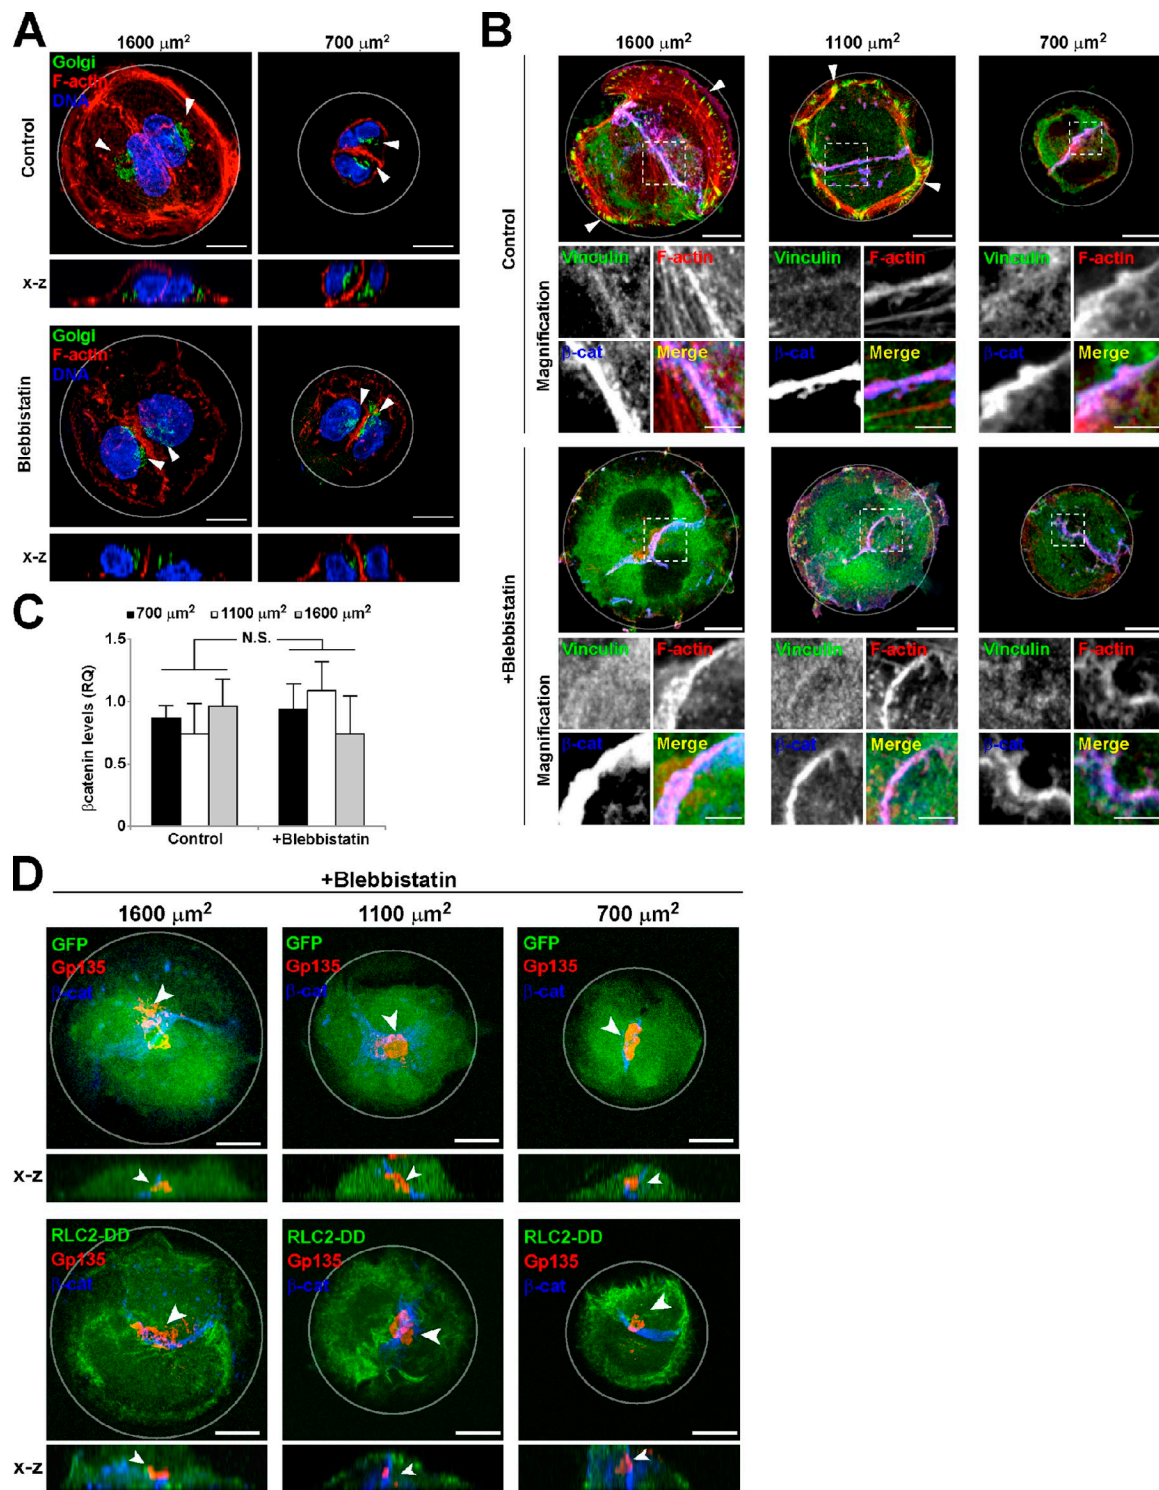 A
1600 μm²
700 μm²
Golgi
F-actin
DNA
Control
x-z
Golgi
F-actin
DNA
Blebbistatin
x-z
B
1600 μm²
1100 μm²
700 μm²
Control
Vinculin
F-actin
Vinculin
F-actin
Vinculin
F-actin
Magnification
β-cat
Merge
β-cat
Merge
β-cat
Merge
+Blebbistatin
Vinculin
F-actin
Vinculin
F-actin
Vinculin
F-actin
Magnification
β-cat
Merge
β-cat
Merge
β-cat
Merge
C
700 μm² 1100 μm² 1600 μm²
N.S.
βcatenin levels (RQ)
1.5
1.0
0.5
0
Control
+Blebbistatin
D
+Blebbistatin
1600 μm²
1100 μm²
700 μm²
GFP
Gp135
β-cat
GFP
Gp135
β-cat
GFP
Gp135
β-cat
x-z
RLC2-DD
Gp135
β-cat
RLC2-DD
Gp135
β-cat
RLC2-DD
Gp135
β-cat
x-z